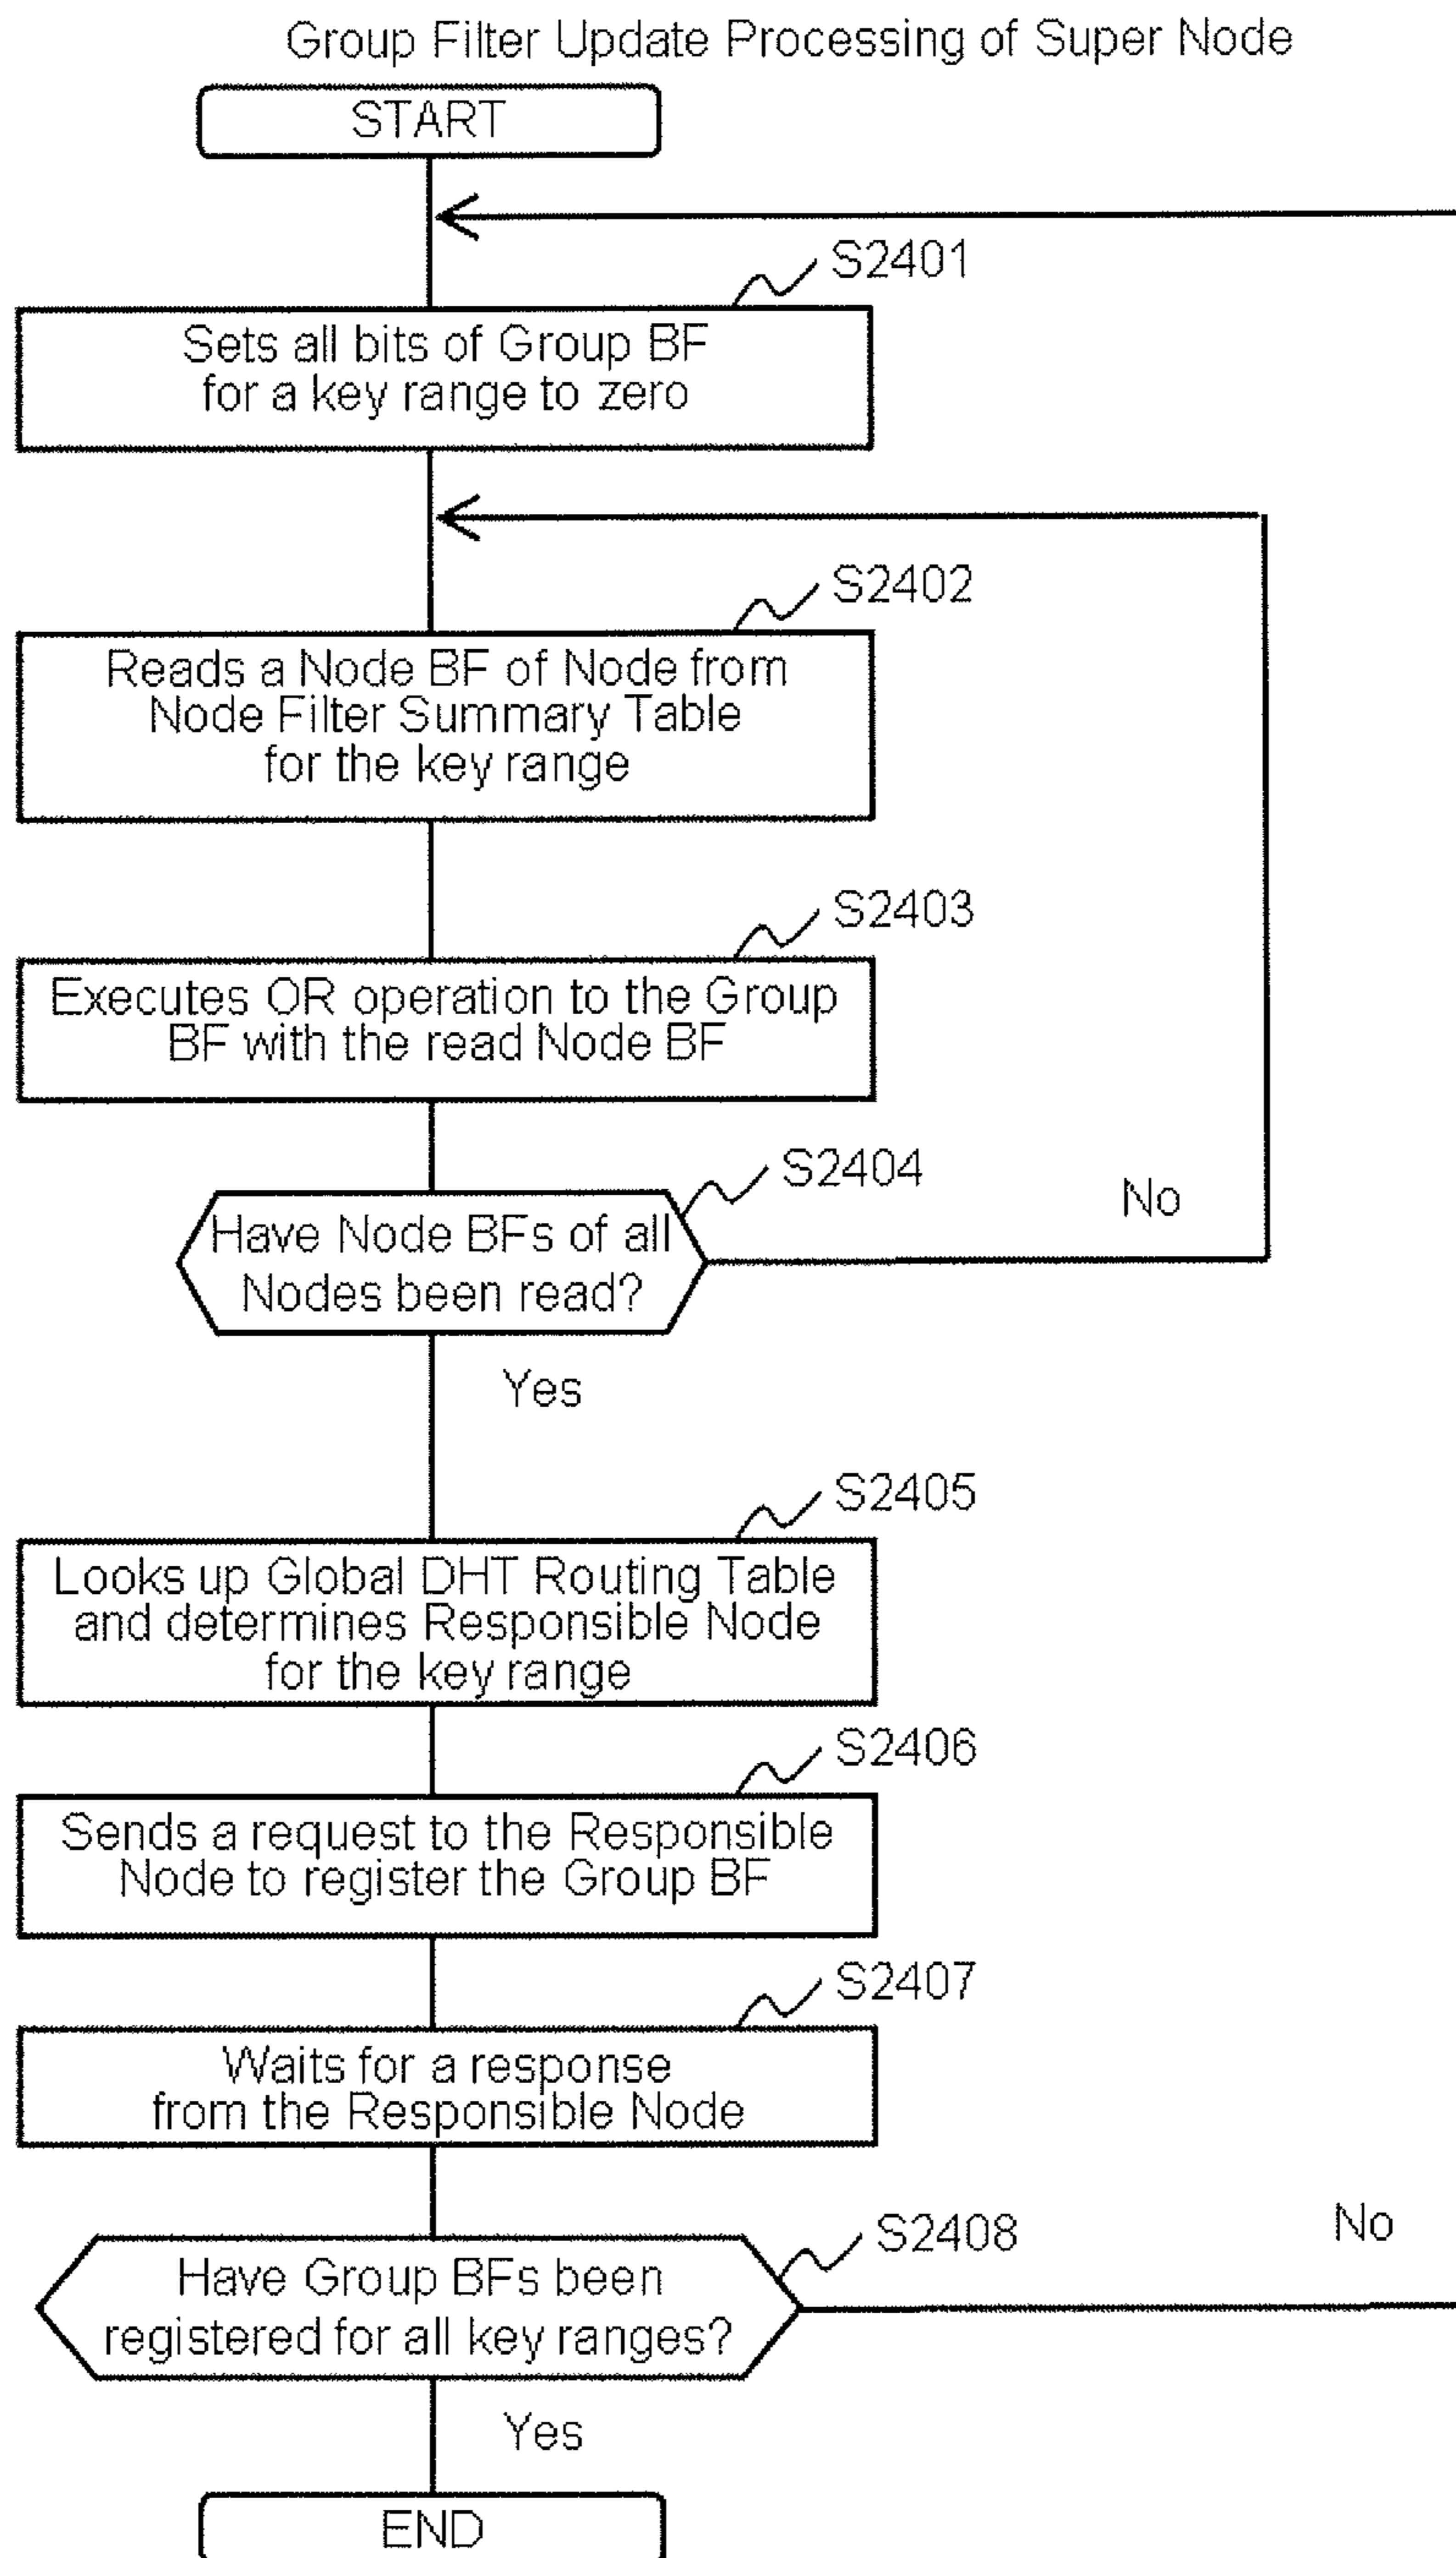 Group Filter Update Processing of Super Node
START
S2401
Sets all bits of Group BF
for a key range to zero
S2402
Reads a Node BF of Node from
Node Filter Summary Table
for the key range
S2403
Executes OR operation to the Group
BF with the read Node BF
S2404
Have Node BFs of all
Nodes been read?
No
Yes
S2405
Looks up Global DHT Routing Table
and determines Responsible Node
for the key range
S2406
Sends a request to the Responsible
Node to register the Group BF
S2407
Waits for a response
from the Responsible Node
S2408
Have Group BFs been
registered for all key ranges?
No
Yes
END